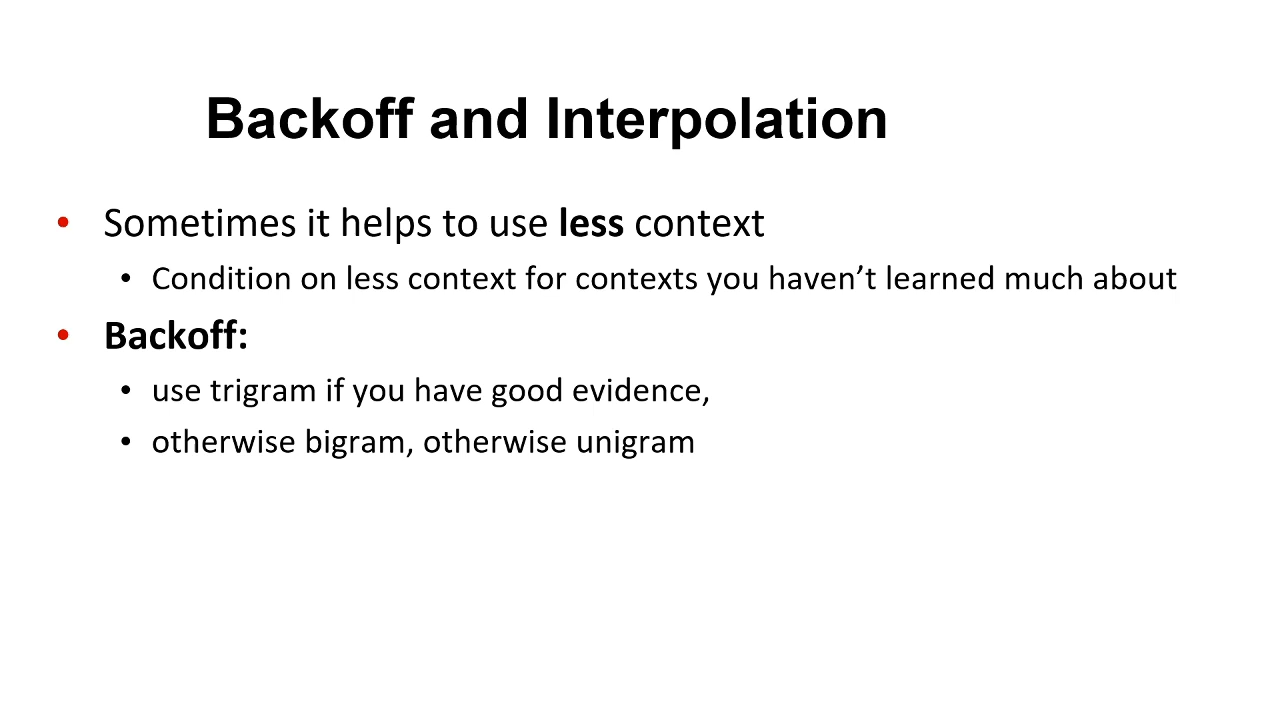 Backoff and Interpolation
• Sometimes it helps to use less context
• Condition on less context for contexts you haven’t learned much about
• Backoff:
• use trigram if you have good evidence,
• otherwise bigram, otherwise unigram